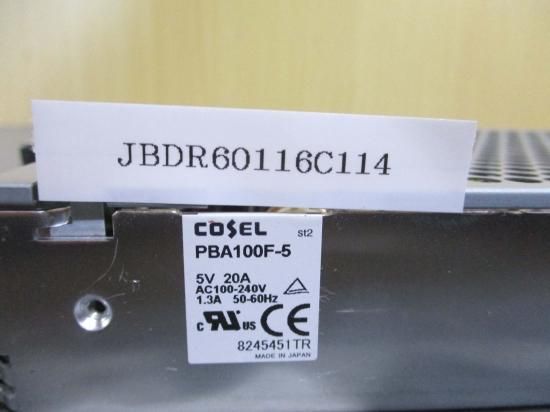 JBDR60116C114
COSEL st2
PBA100F-5
5V 20A
AC100-240V
1.3A 50-60Hz
c RU us CE
8245451TR
MADE IN JAPAN